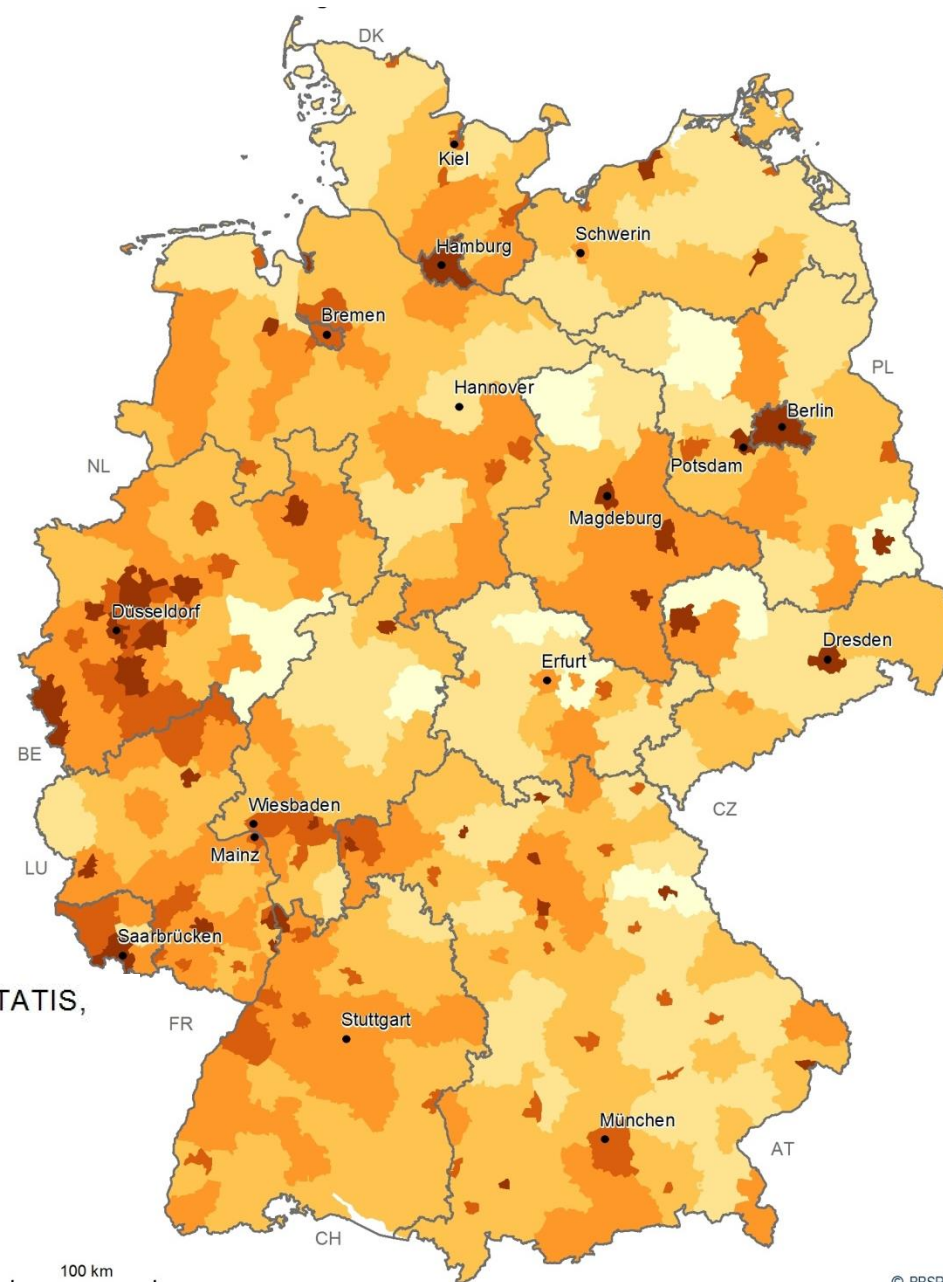 DK
Kiel
Schwerin
Hamburg
Bremen
PL
Hannover
Berlin
NL
Potsdam
Magdeburg
Düsseldorf
Dresden
Erfurt
BE
Wiesbaden
CZ
Mainz
LU
Saarbrücken
TATIS,
FR
Stuttgart
München
AT
CH
100 km